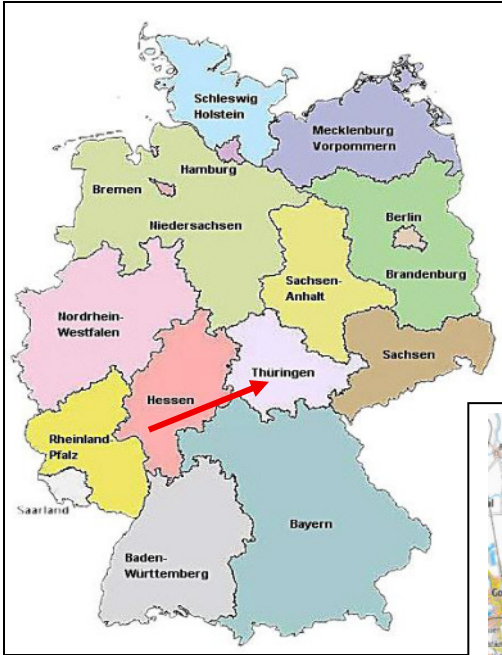 Schleswig
Holstein
Mecklenburg
Vorpommern
Hamburg
Bremen
Niedersachsen
Berlin
Brandenburg
Sachsen-
Anhalt
Nordrhein-
Westfalen
Sachsen
Thüringen
Hessen
Rheinland
Pfalz
Saarland
Bayern
Baden-
Württemberg